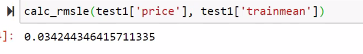 calc_rmsle(test1['price'], test1['trainmean'])
]: 0.034244346415711335